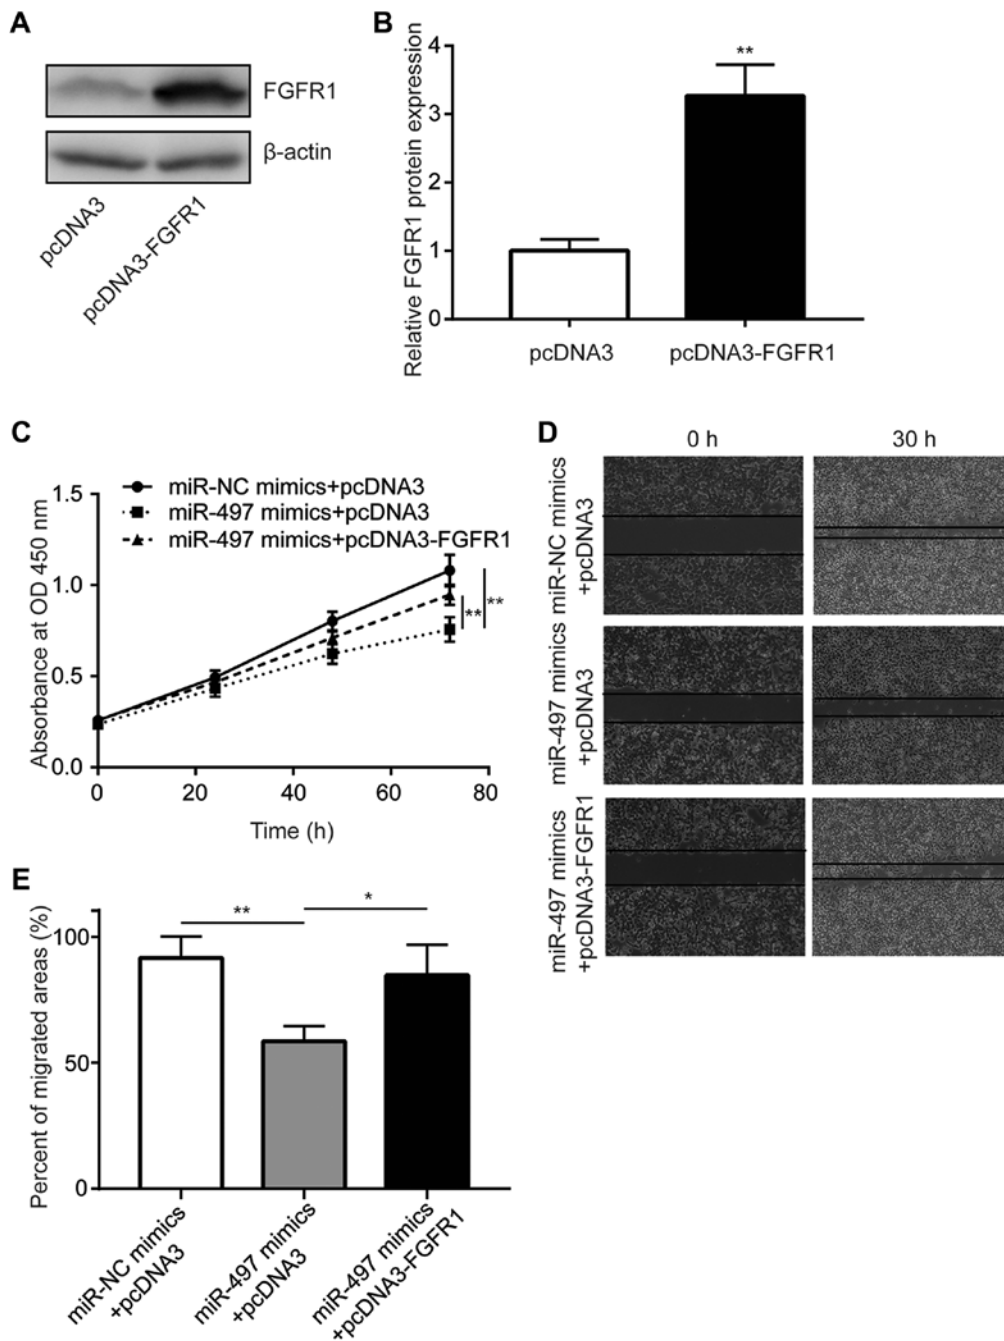 A
FGFR1
β-actin
pcDNA3
pcDNA3-FGFR1
B
Relative FGFR1 protein expression
4
3
2
1
0
**
pcDNA3
pcDNA3-FGFR1
C
miR-NC mimics+pcDNA3
miR-497 mimics+pcDNA3
miR-497 mimics+pcDNA3-FGFR1
Absorbance at OD 450 nm
1.5
1.0
0.5
0.0
**
**
0
20
40
60
80
Time (h)
D
0 h
30 h
miR-NC mimics
+pcDNA3
miR-497 mimics
+pcDNA3
miR-497 mimics
+pcDNA3-FGFR1
E
Percent of migrated areas (%)
100
50
0
**
*
miR-NC mimics
+pcDNA3
miR-497 mimics
+pcDNA3
miR-497 mimics
+pcDNA3-FGFR1